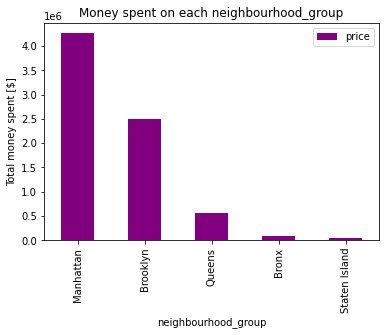 Money spent on each neighbourhood_group
1e6
price
4.0
3.5
3.0
2.5
2.0
1.5
1.0
0.5
0.0
Total money spent [$]
Manhattan
Brooklyn
Queens
Bronx
Staten Island
neighbourhood_group